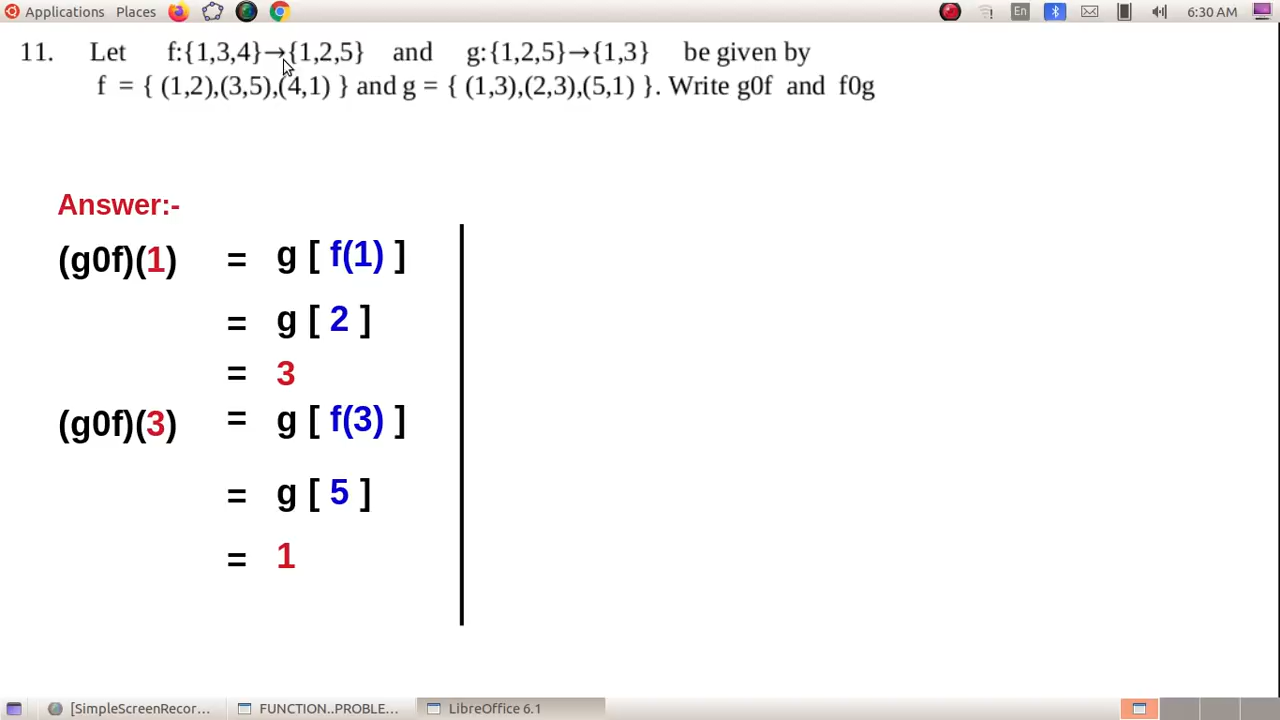 Applications Places En 6:30 AM
11. Let f:{1,3,4}→{1,2,5} and g:{1,2,5}→{1,3} be given by
f = { (1,2),(3,5),(4,1) } and g = { (1,3),(2,3),(5,1) }. Write g0f and f0g
Answer:-
(g0f)(1) = g [ f(1) ]
= g [ 2 ]
= 3
(g0f)(3) = g [ f(3) ]
= g [ 5 ]
= 1
[SimpleScreenRecor... FUNCTION..PROBLE... LibreOffice 6.1